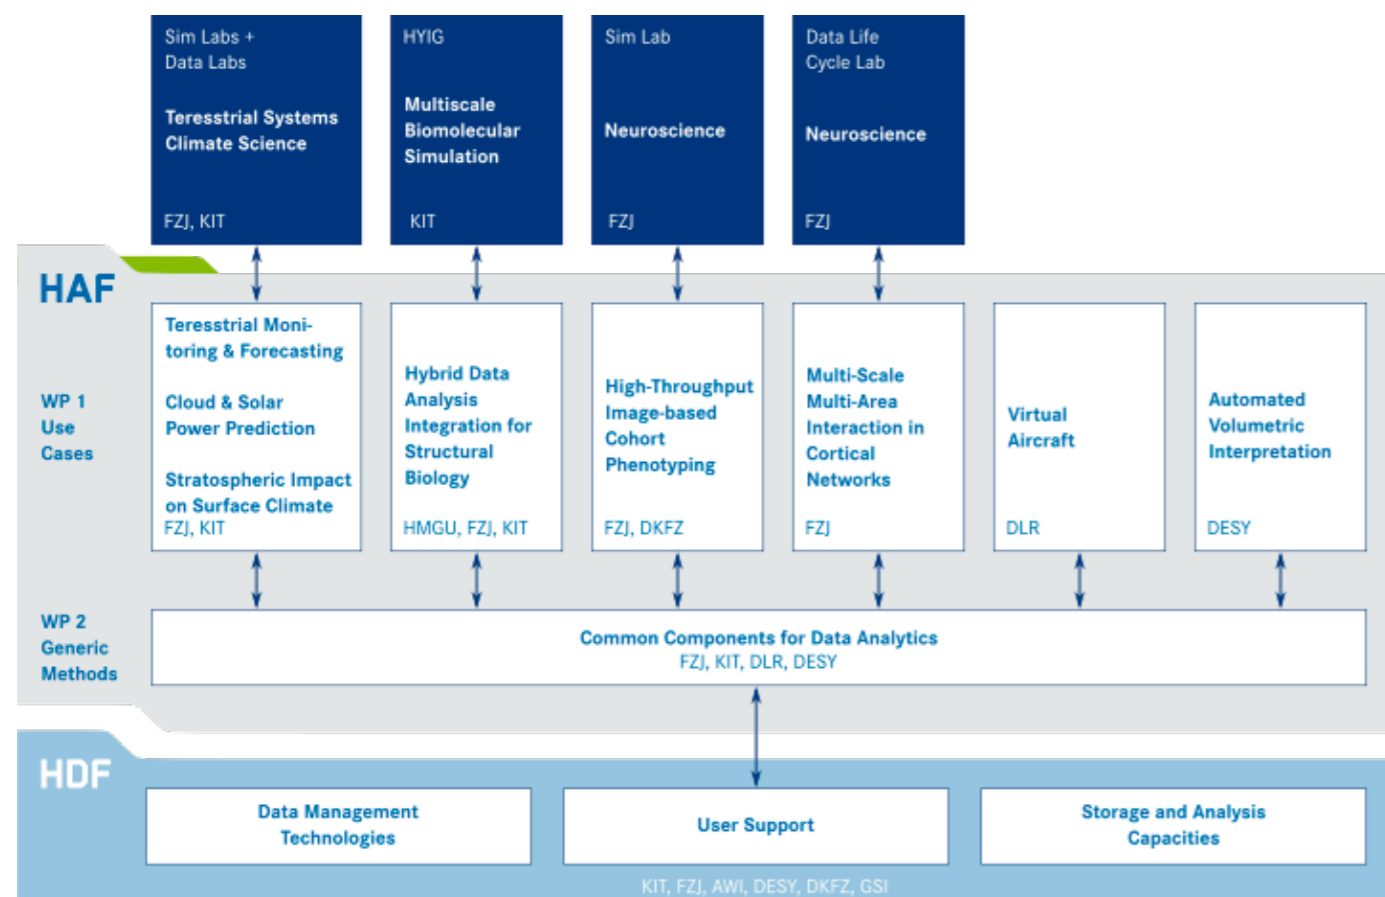 Sim Labs +
Data Labs
Teresstrial Systems
Climate Science
FZJ, KIT
HYIG
Multiscale
Biomolecular
Simulation
KIT
Sim Lab
Neuroscience
FZJ
Data Life
Cycle Lab
Neuroscience
FZJ
HAF
WP 1
Use
Cases
Teresstrial Moni-
toring & Forecasting
Cloud & Solar
Power Prediction
Stratospheric Impact
on Surface Climate
FZJ, KIT
Hybrid Data
Analysis
Integration for
Structural
Biology
HMGU, FZJ, KIT
High-Throughput
Image-based
Cohort
Phenotyping
FZJ, DKFZ
Multi-Scale
Multi-Area
Interaction in
Cortical
Networks
FZJ
Virtual
Aircraft
DLR
Automated
Volumetric
Interpretation
DESY
WP 2
Generic
Methods
Common Components for Data Analytics
FZJ, KIT, DLR, DESY
HDF
Data Management
Technologies
User Support
Storage and Analysis
Capacities
KIT, FZJ, AWI, DESY, DKFZ, GSI